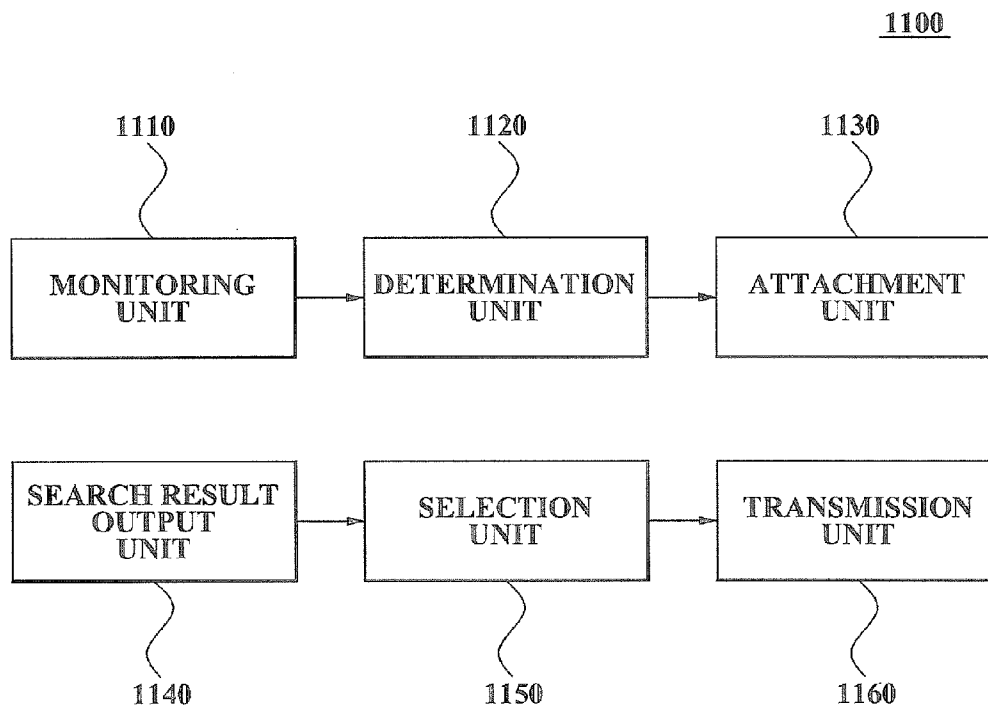 1100
1110
1120
1130
MONITORING
UNIT
DETERMINATION
UNIT
ATTACHMENT
UNIT
SEARCH RESULT
OUTPUT
UNIT
SELECTION
UNIT
TRANSMISSION
UNIT
1140
1150
1160